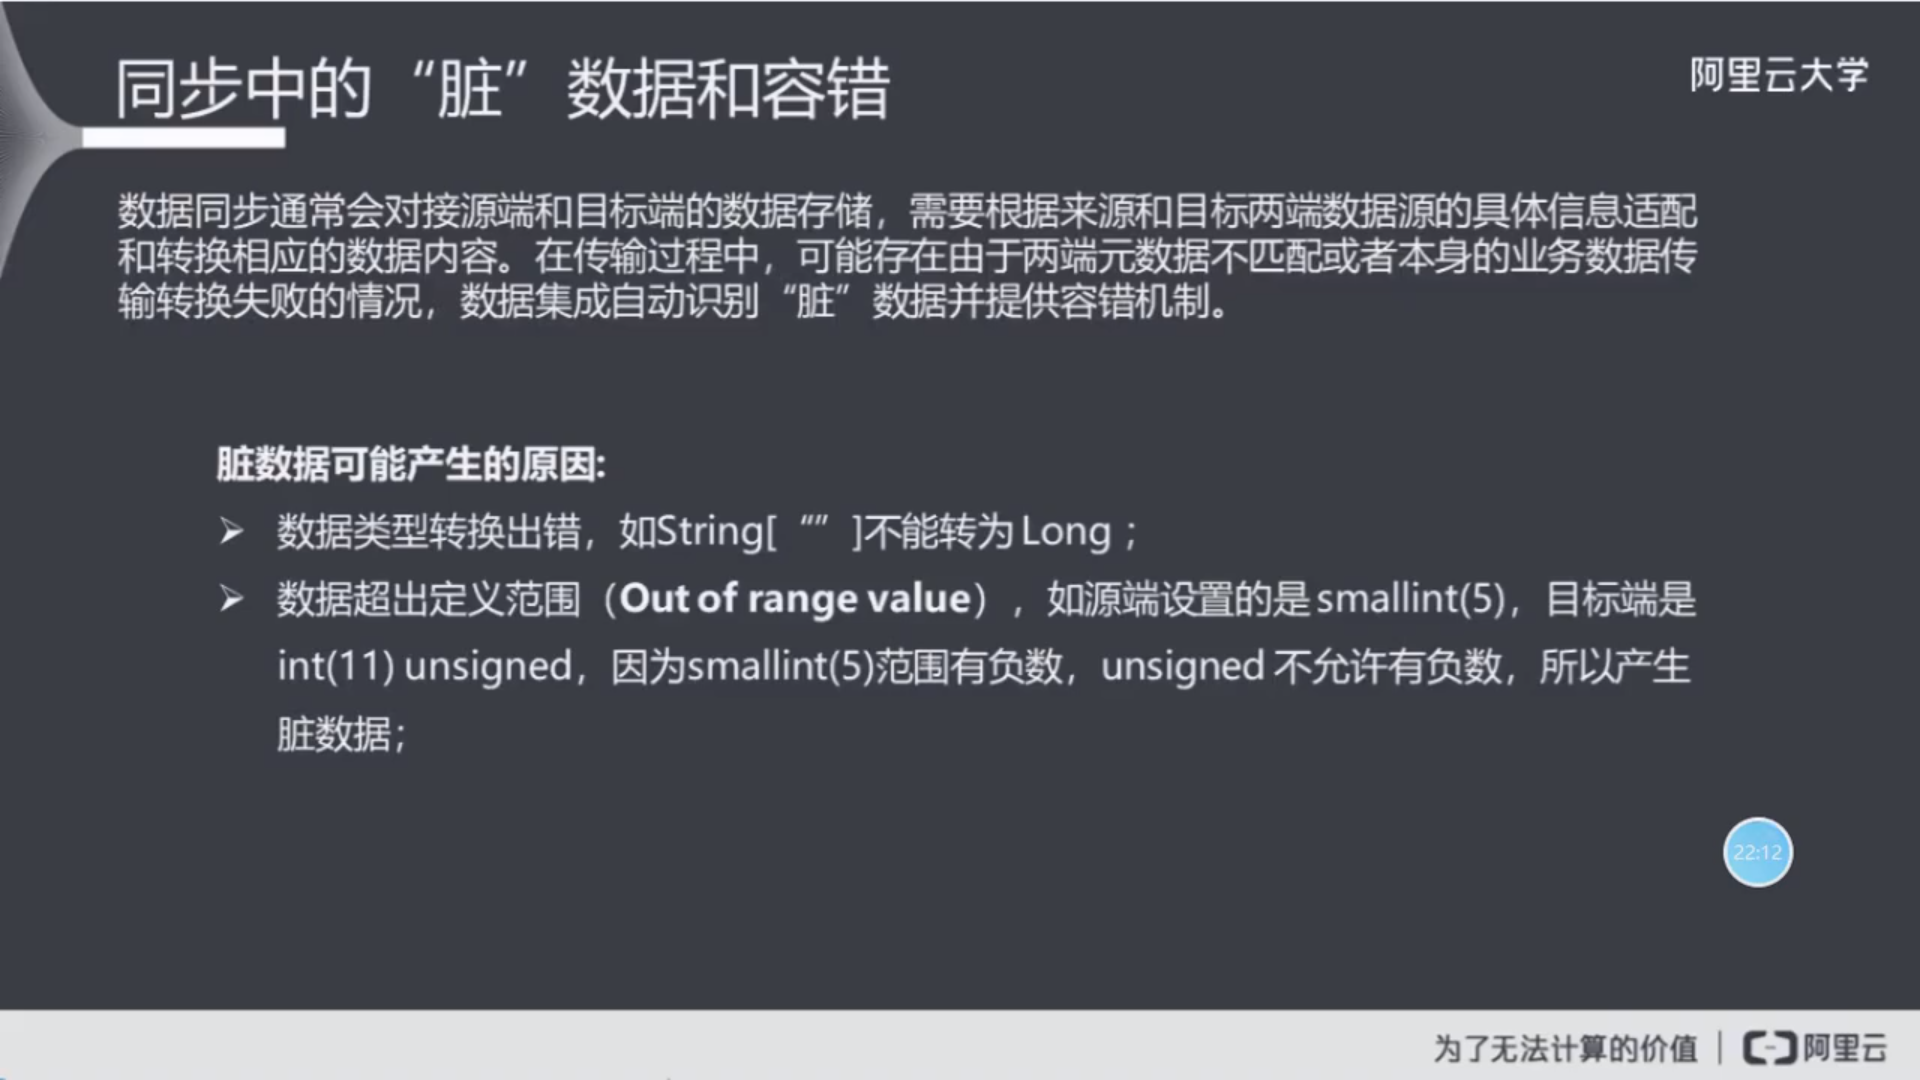 同步中的“脏”数据和容错
阿里云大学
数据同步通常会对接源端和目标端的数据存储，需要根据来源和目标两端数据源的具体信息适配
和转换相应的数据内容。在传输过程中，可能存在由于两端元数据不匹配或者本身的业务数据传
输转换失败的情况，数据集成自动识别“脏”数据并提供容错机制。
脏数据可能产生的原因:
➢ 数据类型转换出错，如String[“”]不能转为Long；
➢ 数据超出定义范围（Out of range value），如源端设置的是smallint(5)，目标端是
int(11) unsigned，因为smallint(5)范围有负数，unsigned 不允许有负数，所以产生
脏数据；
22:12
为了无法计算的价值 | 阿里云